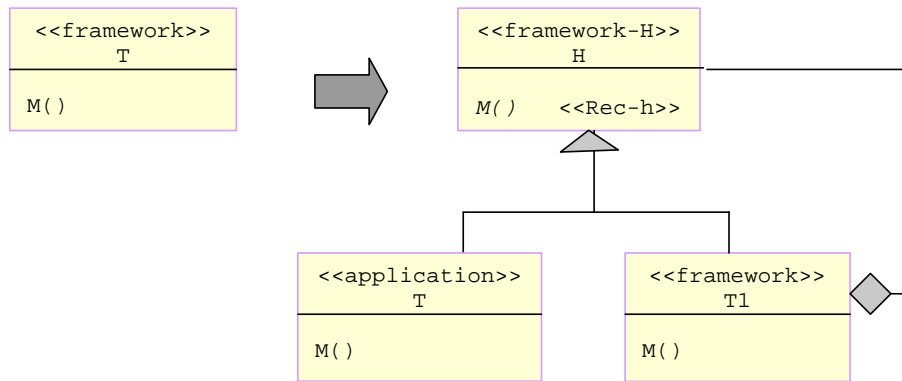 <<framework>>
T
M()
<<framework-H>>
H
M() <<Rec-h>>
<<application>>
T
M()
<<framework>>
T1
M()